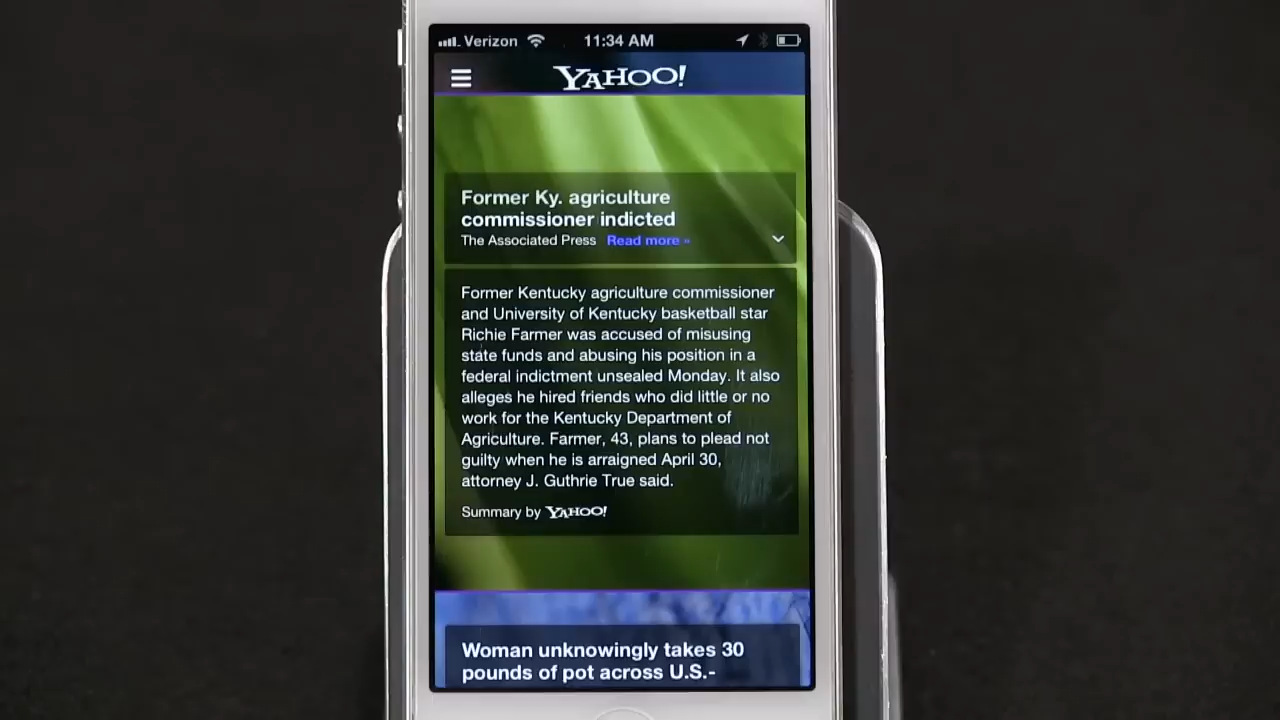 Verizon 11:34 AM
YAHOO!
Former Ky. agriculture
commissioner indicted
The Associated Press Read more »
Former Kentucky agriculture commissioner
and University of Kentucky basketball star
Richie Farmer was accused of misusing
state funds and abusing his position in a
federal indictment unsealed Monday. It also
alleges he hired friends who did little or no
work for the Kentucky Department of
Agriculture. Farmer, 43, plans to plead not
guilty when he is arraigned April 30,
attorney J. Guthrie True said.
Summary by YAHOO!
Woman unknowingly takes 30
pounds of pot across U.S.-